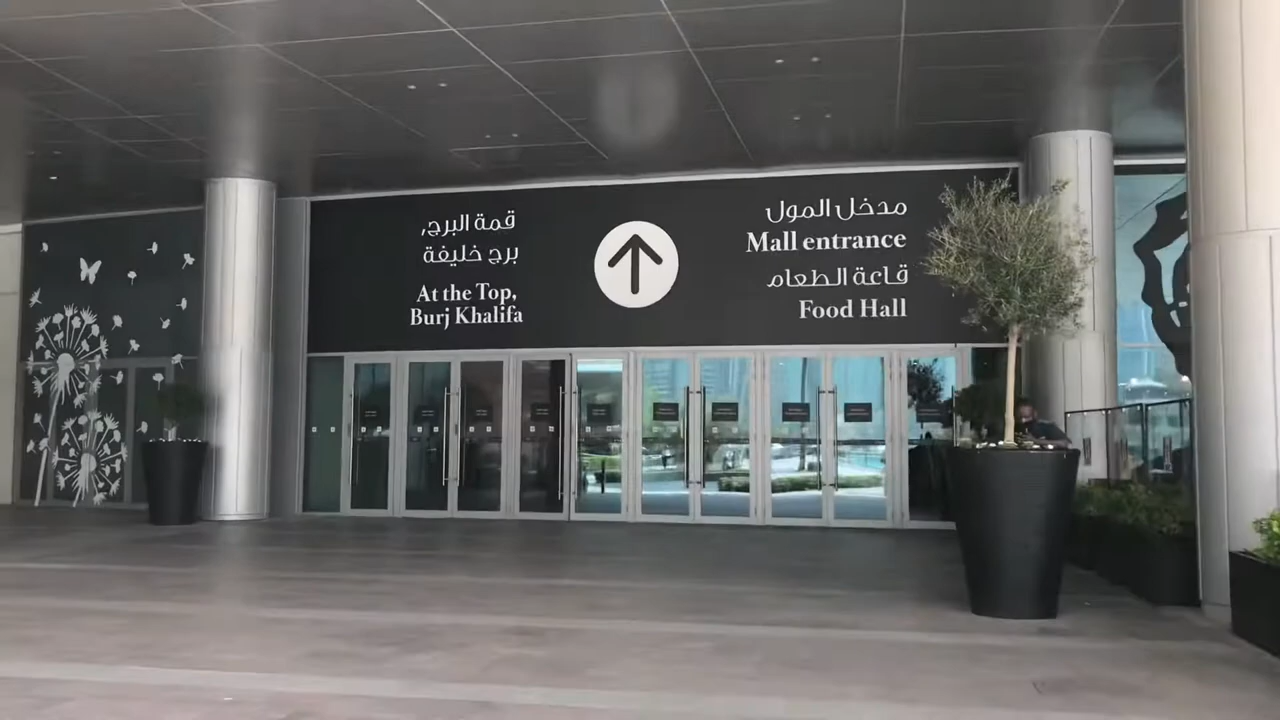 قمة البرج,
برج خليفة
At the Top,
Burj Khalifa
مدخل المول
Mall entrance
قاعة الطعام
Food Hall